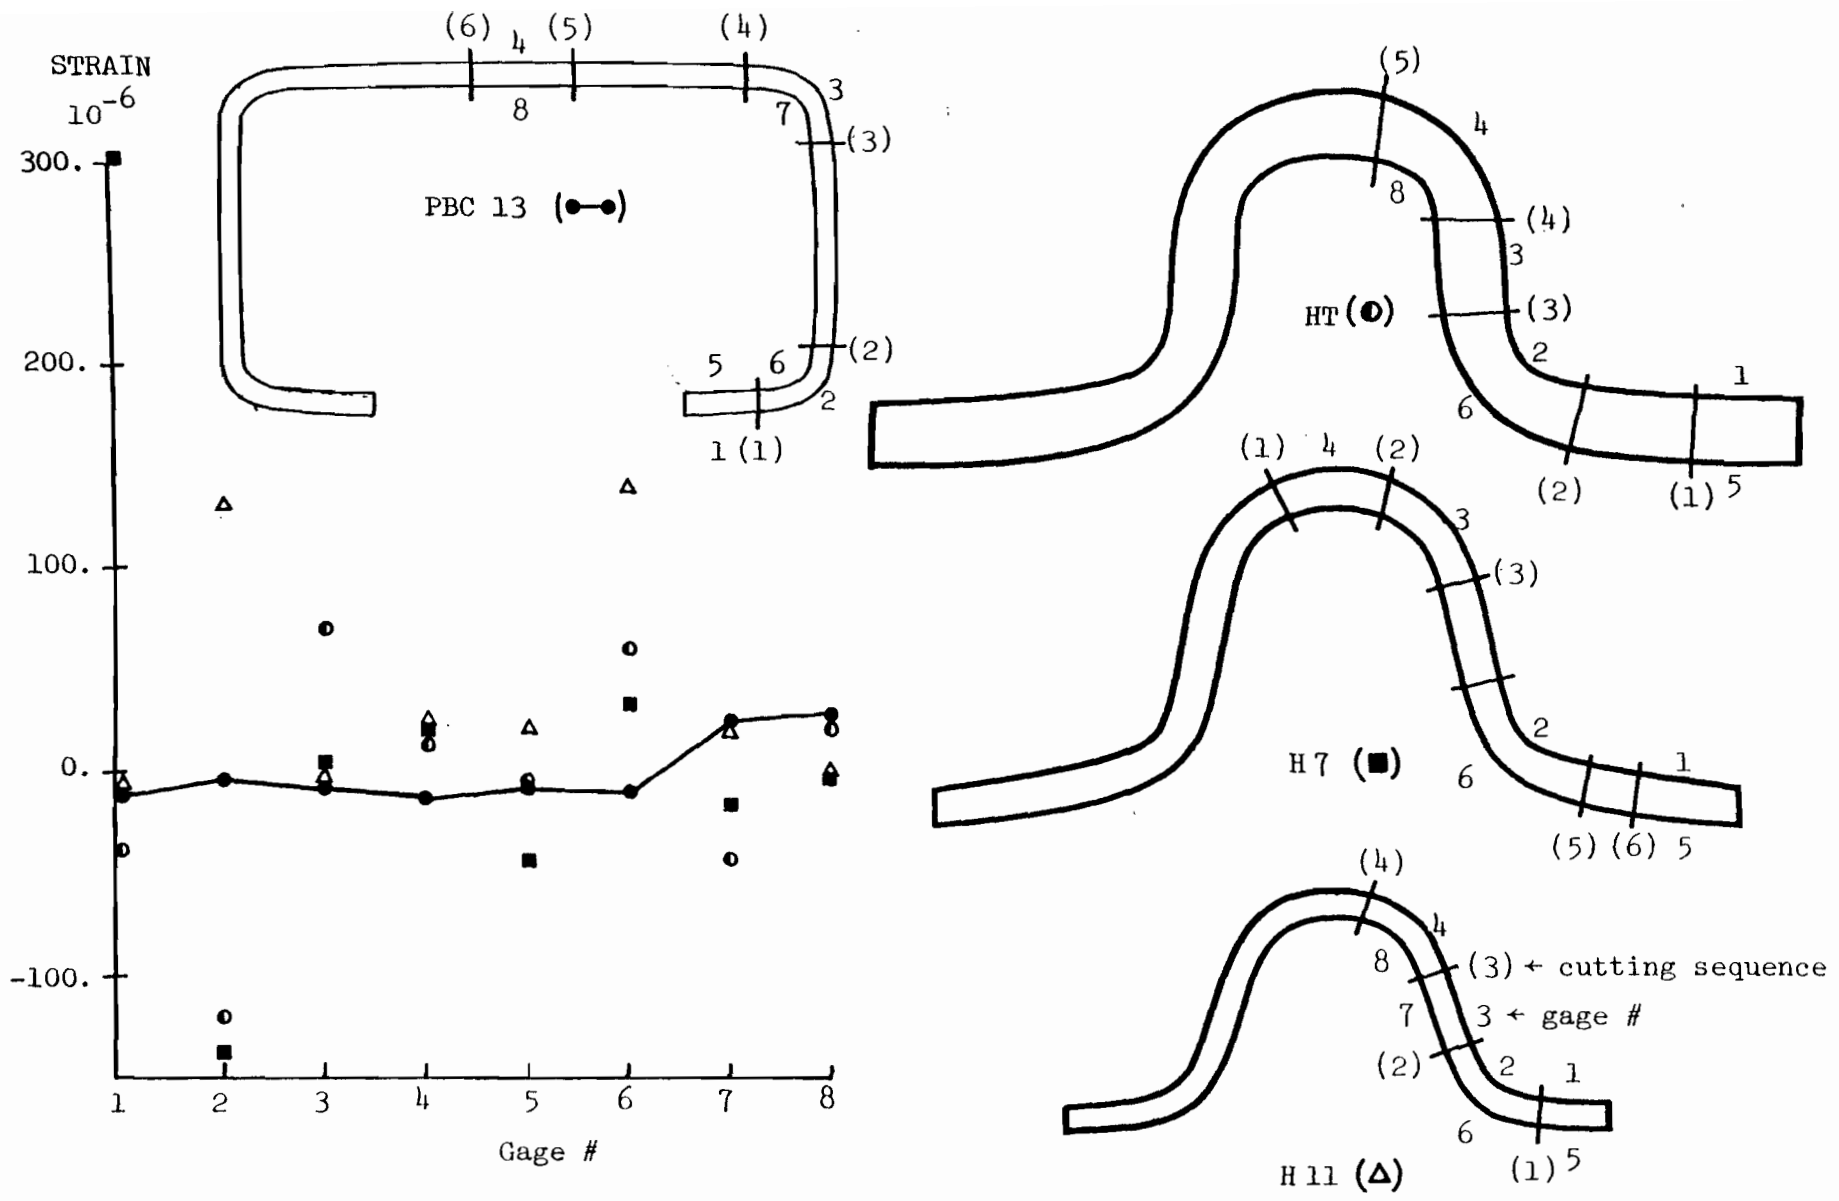 STRAIN
10-6
300.
200.
100.
0.
-100.
1 2 3 4 5 6 7 8
Gage #
(6) 4 (5) (4)
8 7 3
(3)
PBC 13 (●—●)
5 6 (2)
2
1 (1)
(5)
4
8
(4)
3
HT (◐) (3)
2
1
6
(2) (1) 5
(1) 4 (2)
3
(3)
2
H7 (■) 6 1
(5) (6) 5
(4)
4
8 (3) ← cutting sequence
7 3 ← gage #
(2) 2 1
6
(1) 5
H11 (△)